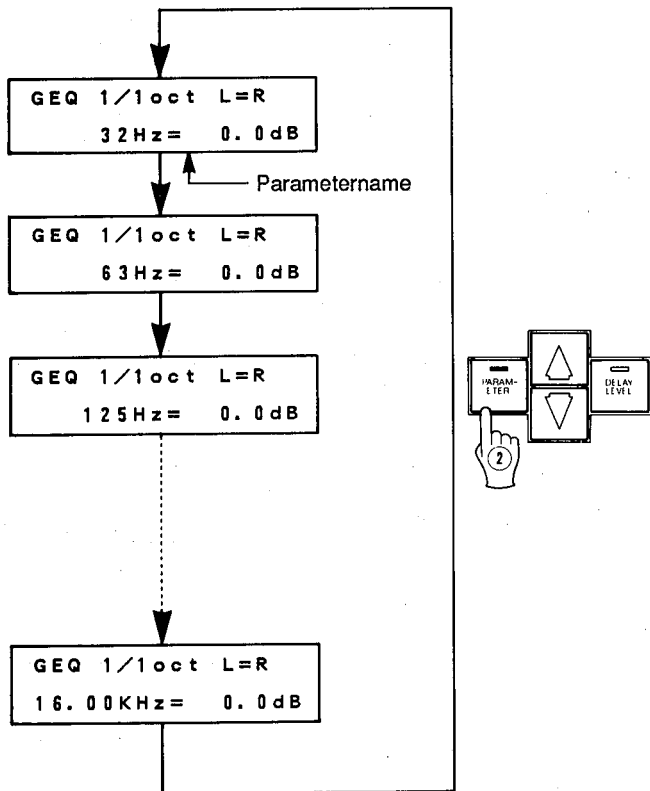 GEQ 1/1oct L=R
32Hz= 0.0dB
Parametername
GEQ 1/1oct L=R
63Hz= 0.0dB
GEQ 1/1oct L=R
125Hz= 0.0dB
PARAM-
ETER
DELAY
LEVEL
2
GEQ 1/1oct L=R
16.00KHz= 0.0dB